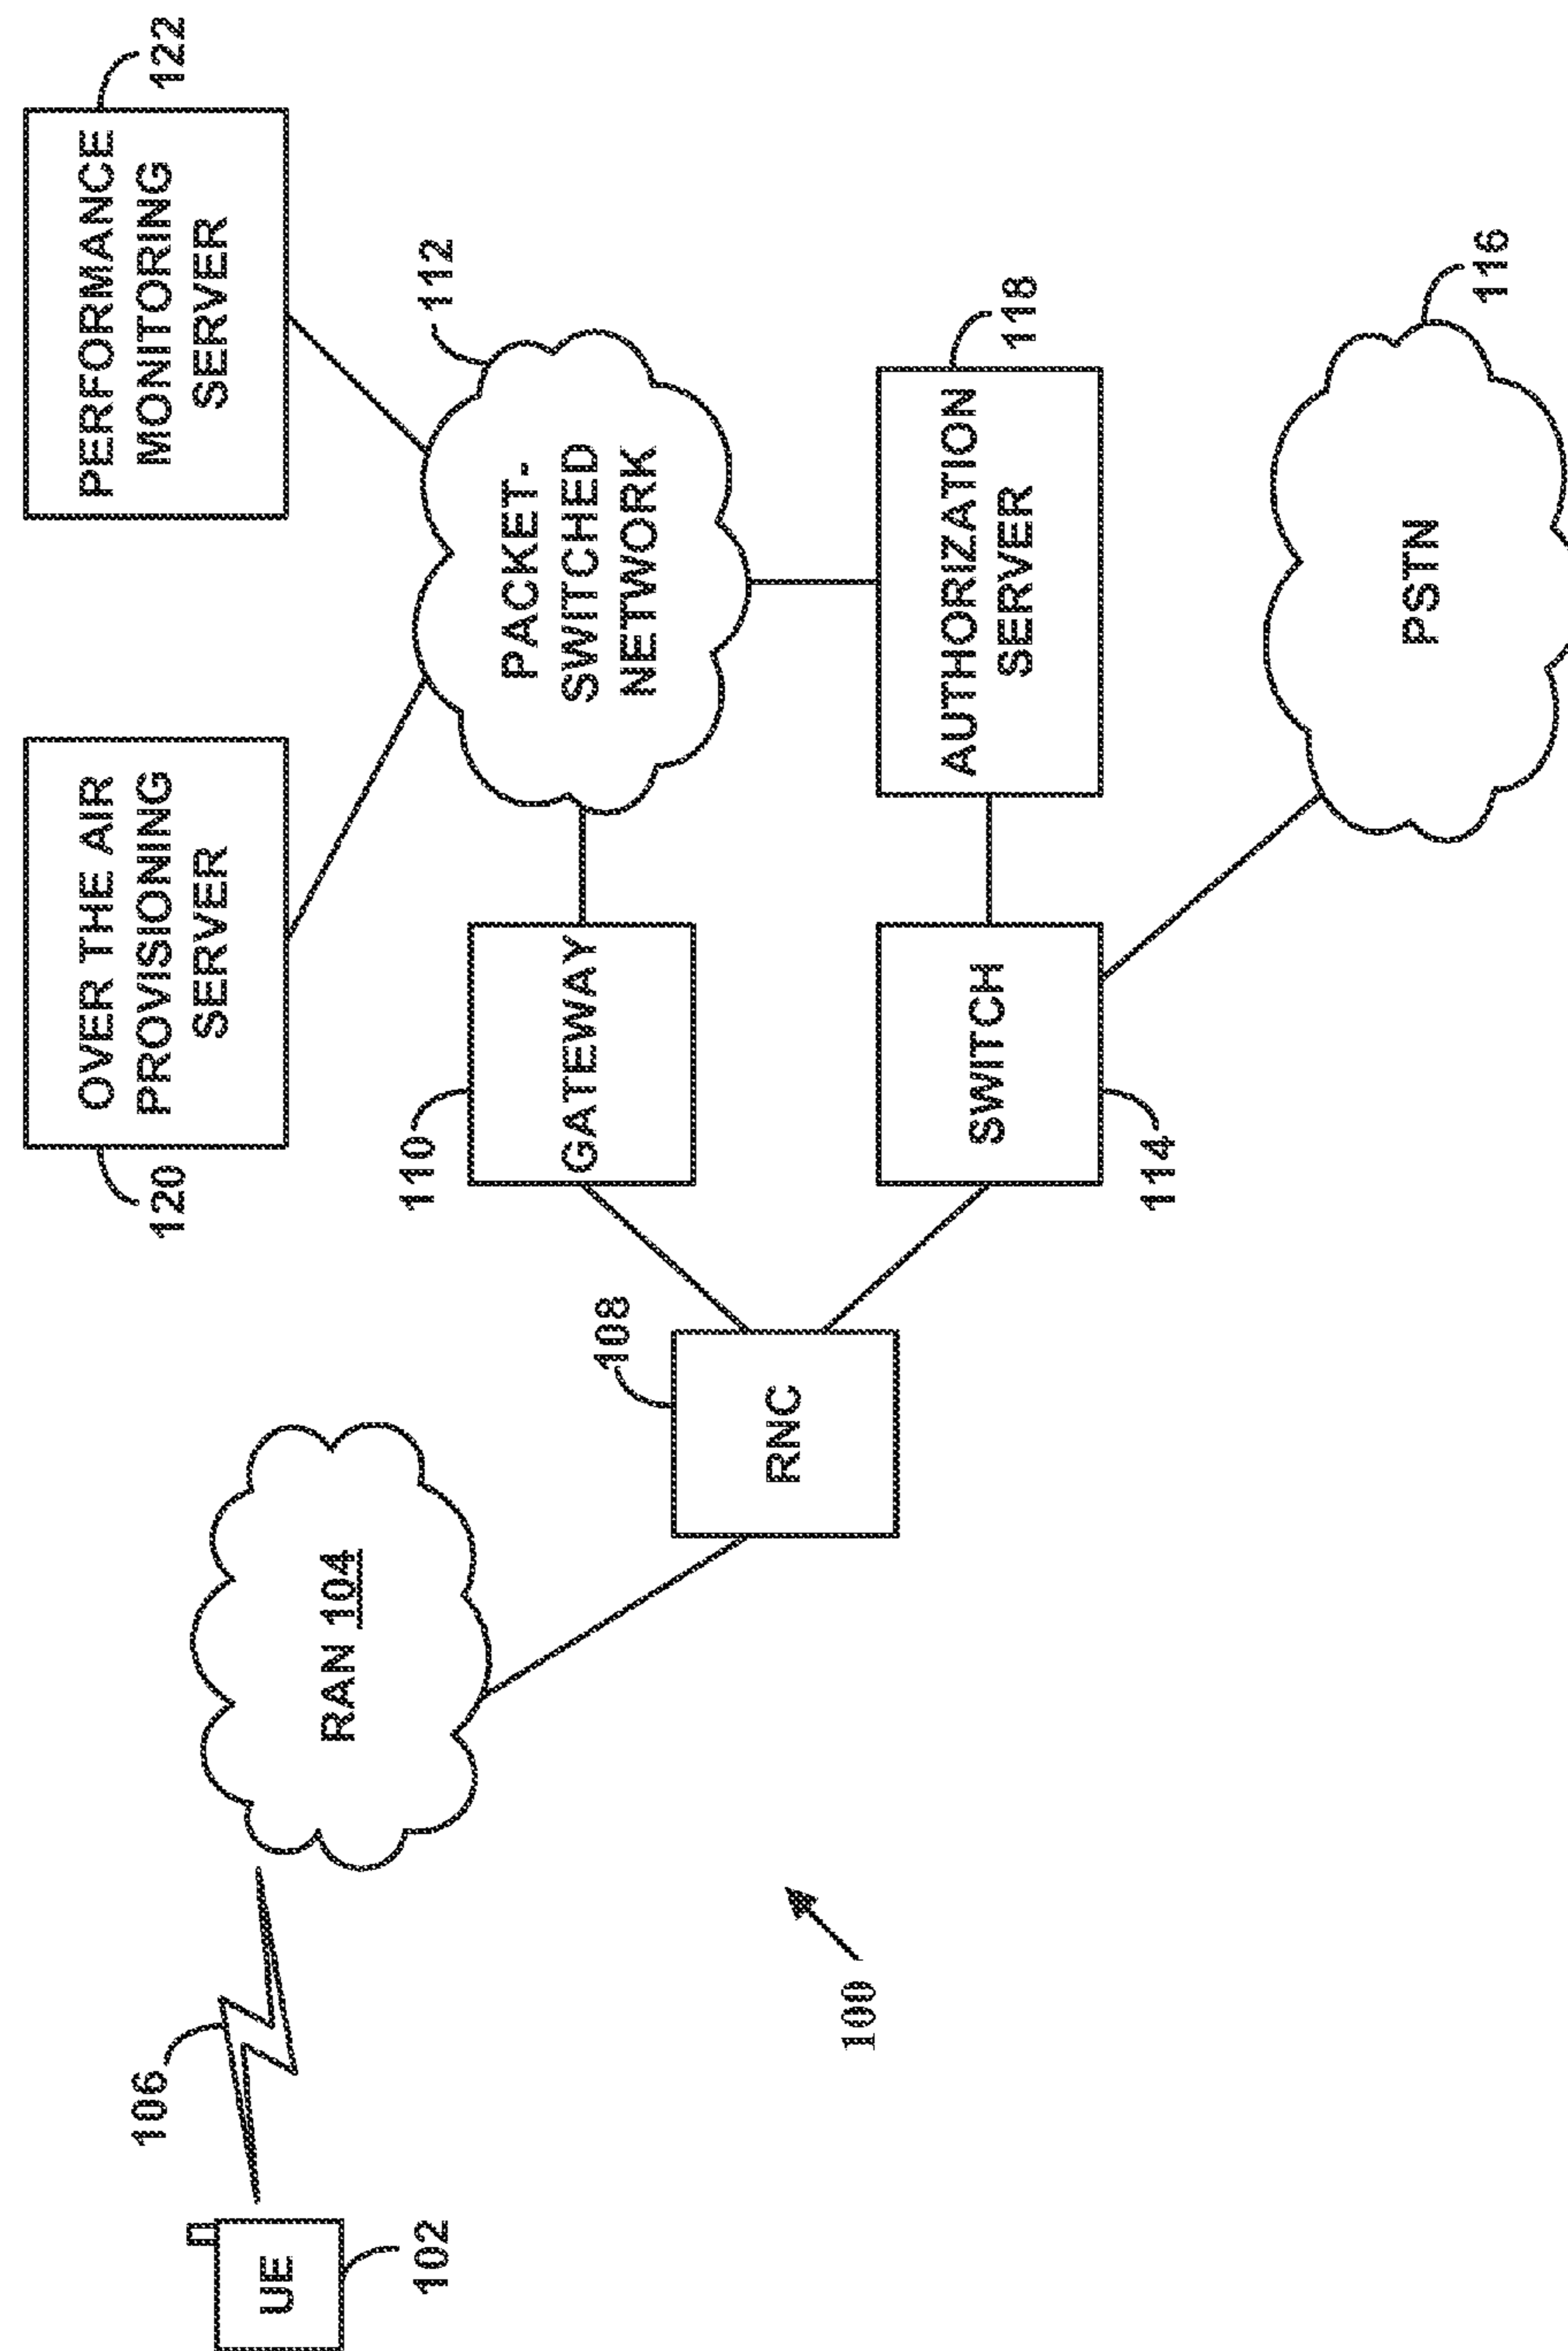 106
UE
102
RAN 104
100
108
RNC
120
OVER THE AIR
PROVISIONING
SERVER
110
GATEWAY
SWITCH
114
122
PERFORMANCE
MONITORING
SERVER
112
PACKET-
SWITCHED
NETWORK
118
AUTHORIZATION
SERVER
116
PSTN